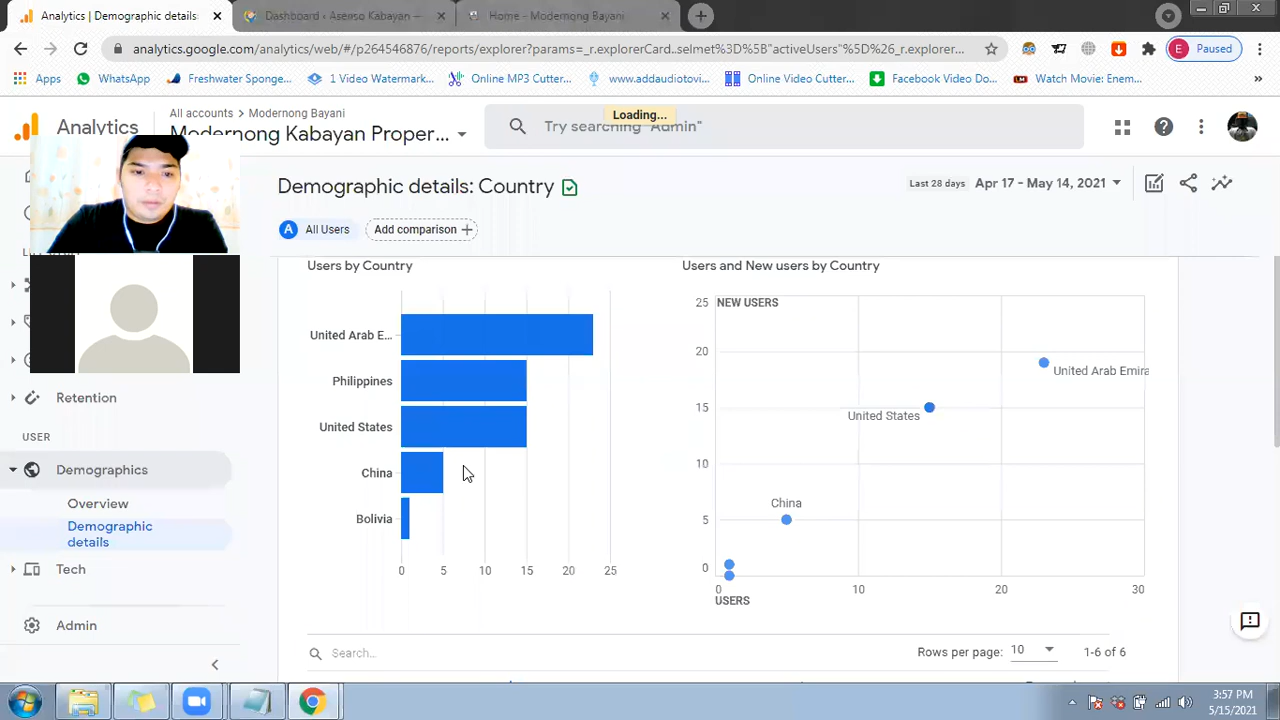 Analytics | Demographic details:
Dashboard ‹ Asenso Kabayan —
Home - Modernong Bayani
analytics.google.com/analytics/web/#/p264546876/reports/explorer?params=_r.explorerCard..selmet%3D%5B"activeUsers"%5D%26_r.explorer...
E Paused
Apps
WhatsApp
Freshwater Sponge...
1 Video Watermark...
Online MP3 Cutter...
www.addaudiotovi...
Online Video Cutter...
Facebook Video Do...
Watch Movie: Enem...
»
Analytics
All accounts > Modernong Bayani
Modernong Kabayan Proper...
Try searching "Admin"
Loading...
Demographic details: Country
Last 28 days Apr 17 - May 14, 2021
A All Users
Add comparison +
Users by Country
United Arab E...
Philippines
United States
China
Bolivia
0 5 10 15 20 25
Users and New users by Country
25 NEW USERS
20
15
10
5
0
United Arab Emira
United States
China
0 10 20 30
USERS
Retention
USER
Demographics
Overview
Demographic
details
Tech
Admin
Search...
Rows per page: 10 1-6 of 6
3:57 PM
5/15/2021